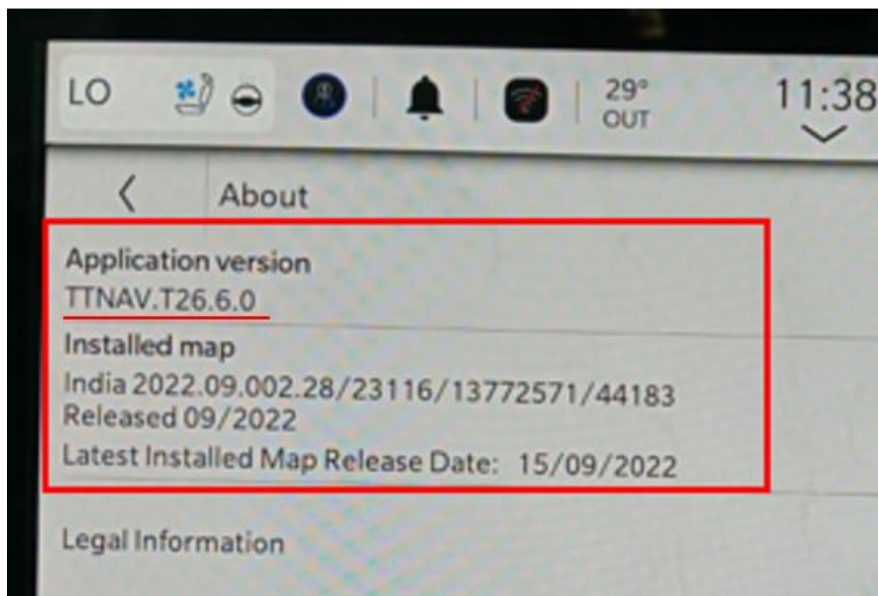 LO
29°
OUT
11:38
About
Application version
TTNAV.T26.6.0
Installed map
India 2022.09.002.28/23116/13772571/44183
Released 09/2022
Latest Installed Map Release Date: 15/09/2022
Legal Information